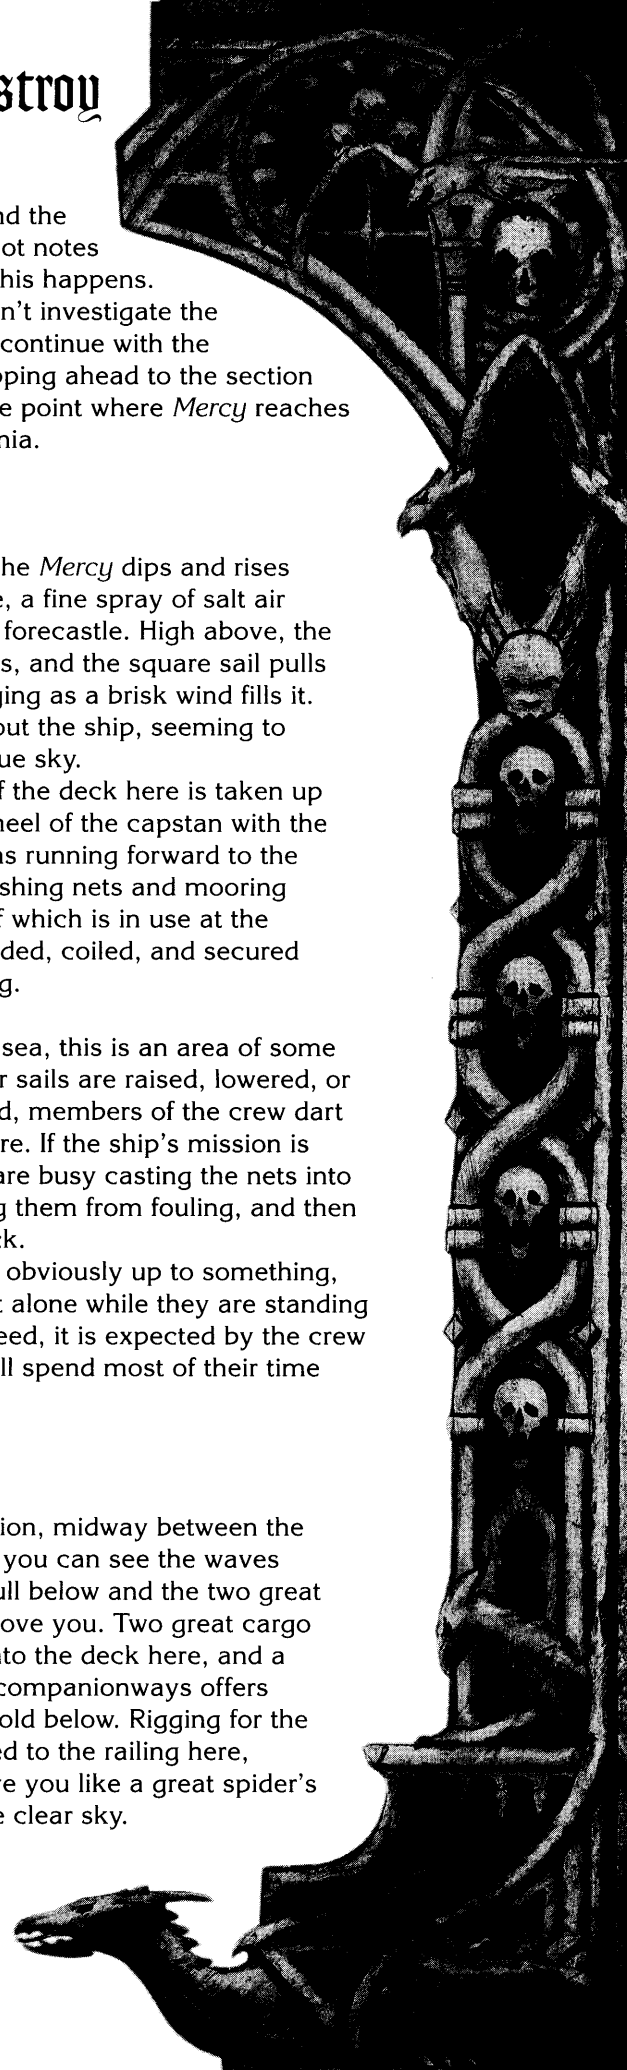 stroy
nd the
ot notes
his happens.
n't investigate the
continue with the
pping ahead to the section
e point where Mercy reaches
nia.
he Mercy dips and rises
e, a fine spray of salt air
forecastle. High above, the
s, and the square sail pulls
ging as a brisk wind fills it.
out the ship, seeming to
ue sky.
f the deck here is taken up
heel of the capstan with the
ns running forward to the
shing nets and mooring
f which is in use at the
ded, coiled, and secured
g.
sea, this is an area of some
r sails are raised, lowered, or
d, members of the crew dart
re. If the ship's mission is
are busy casting the nets into
g them from fouling, and then
ck.
obviously up to something,
t alone while they are standing
eed, it is expected by the crew
ll spend most of their time
tion, midway between the
you can see the waves
ull below and the two great
ove you. Two great cargo
nto the deck here, and a
companionways offers
old below. Rigging for the
ed to the railing here,
ve you like a great spider's
e clear sky.